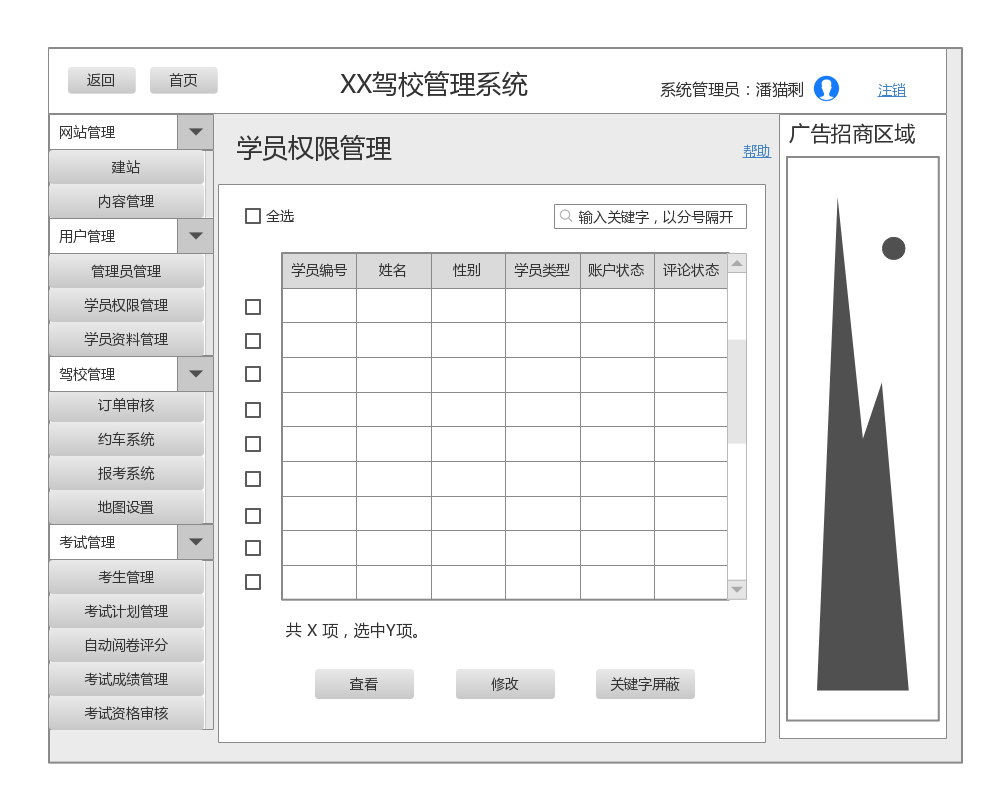 返回
首页
XX驾校管理系统
系统管理员：潘猫剩
注销
网站管理
建站
内容管理
用户管理
管理员管理
学员权限管理
学员资料管理
驾校管理
订单审核
约车系统
报考系统
地图设置
考试管理
考生管理
考试计划管理
自动阅卷评分
考试成绩管理
考试资格审核
学员权限管理
帮助
全选
输入关键字，以分号隔开
学员编号 姓名 性别 学员类型 账户状态 评论状态
共 X 项，选中Y项。
查看
修改
关键字屏蔽
广告招商区域